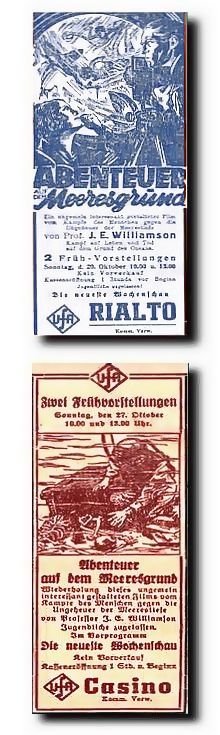 ABENTEUER
auf dem
Meeresgrund
Ein ungemein interessant gestalteter Film
vom Kampfe des Menschen gegen die
Ungeheuer der Meerestiefe
von Prof. J. E. Williamson
Kampf auf Leben und Tod
auf dem Grund des Ozeans.
2 Früh-Vorstellungen
Sonntag, d. 20. Oktober 10.00 u. 13.00
Kein Vorverkauf
Kassenöffnung 1 Stunde vor Beginn
Jugendliche zugelassen!
Die neueste Wochenschau
Ufa RIALTO
Komm. Verw.
Ufa
Zwei Frühvorstellungen
Sonntag, den 27. Oktober
10.00 und 13.00 Uhr.
Abenteuer
auf dem Meeresgrund
Wiederholung dieses ungemein
interessant gestalteten Films vom
Kampfe des Menschen gegen die
Ungeheuer der Meerestiefe
von Professor J. E. Williamson
Jugendliche zugelassen.
Im Vorprogramm
Die neueste Wochenschau
Kein Vorverkauf
Kasseneröffnung 1 Std. v. Beginn
Ufa Casino
Komm. Verw.